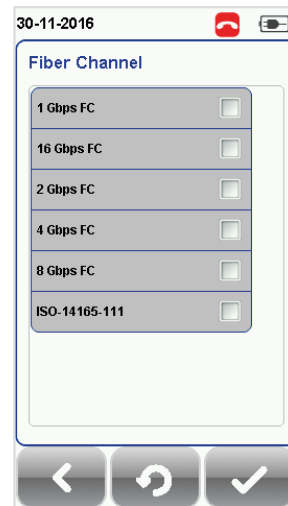 30-11-2016
Fiber Channel
1 Gbps FC
16 Gbps FC
2 Gbps FC
4 Gbps FC
8 Gbps FC
ISO-14165-111